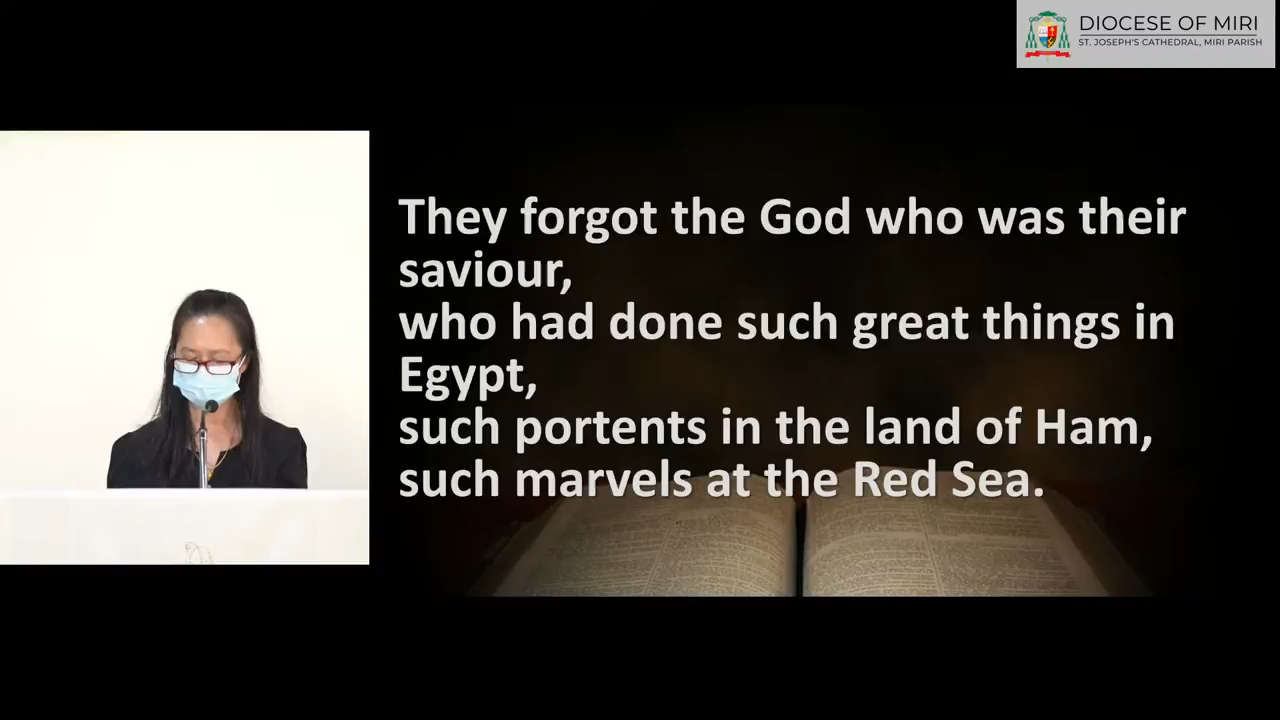 DIOCESE OF MIRI
ST. JOSEPH'S CATHEDRAL, MIRI PARISH
They forgot the God who was their
saviour,
who had done such great things in
Egypt,
such portents in the land of Ham,
such marvels at the Red Sea.